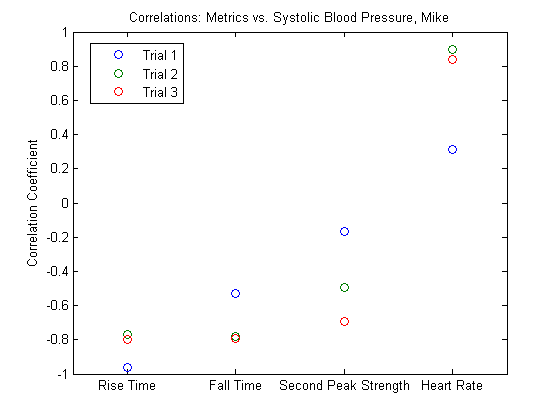 Correlations: Metrics vs. Systolic Blood Pressure, Mike
Trial 1
Trial 2
Trial 3
Correlation Coefficient
1
0.8
0.6
0.4
0.2
0
-0.2
-0.4
-0.6
-0.8
-1
Rise Time Fall Time Second Peak Strength Heart Rate